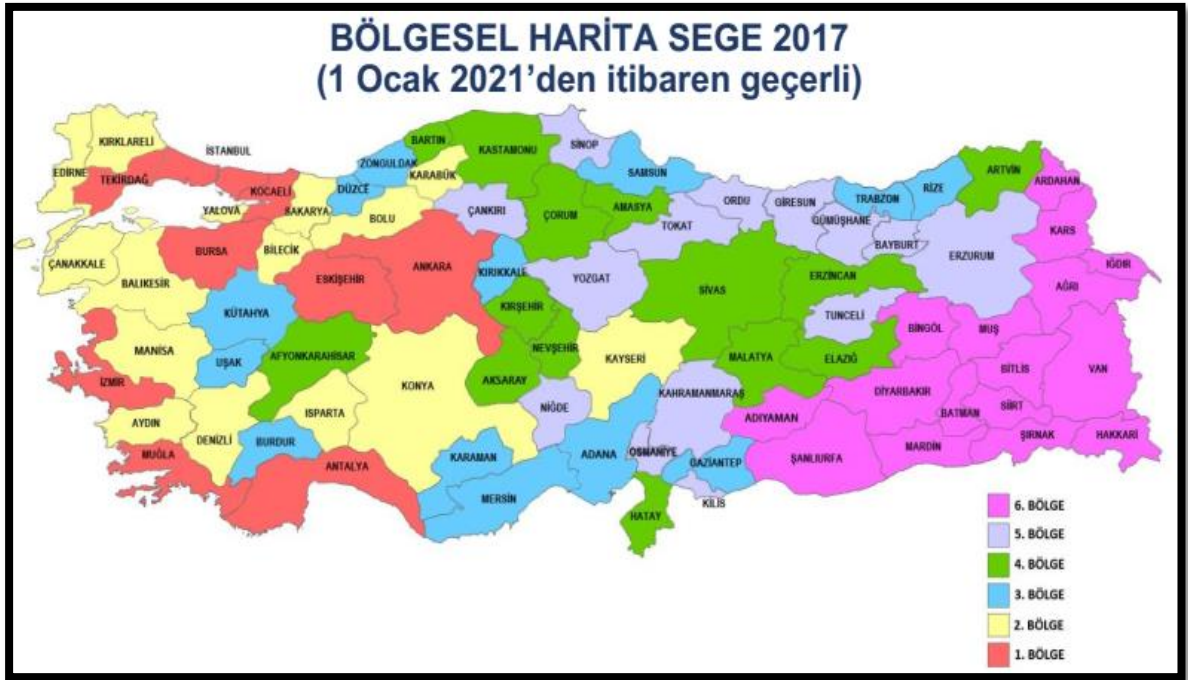 BÖLGESEL HARİTA SEGE 2017
(1 Ocak 2021'den itibaren geçerli)
KIRKLARELİ
EDİRNE
TEKİRDAĞ
İSTANBUL
KOCAELİ
YALOVA
SAKARYA
DÜZCE
ZONGULDAK
BARTIN
KARABÜK
KASTAMONU
SİNOP
SAMSUN
BOLU
ÇANKIRI
ÇORUM
AMASYA
TOKAT
ORDU
GİRESUN
GÜMÜŞHANE
TRABZON
RİZE
ARTVİN
ARDAHAN
KARS
BAYBURT
ERZURUM
IĞDIR
AĞRI
ÇANAKKALE
BALIKESİR
BURSA
BİLECİK
ESKİŞEHİR
ANKARA
KIRIKKALE
YOZGAT
SİVAS
ERZİNCAN
TUNCELİ
BİNGÖL
MUŞ
KÜTAHYA
KIRŞEHİR
MANİSA
UŞAK
AFYONKARAHİSAR
NEVŞEHİR
KAYSERİ
MALATYA
ELAZIĞ
BİTLİS
VAN
İZMİR
KONYA
AKSARAY
KAHRAMANMARAŞ
DİYARBAKIR
AYDIN
ISPARTA
NİĞDE
ADIYAMAN
BATMAN
SİİRT
DENİZLİ
BURDUR
MUĞLA
ANTALYA
KARAMAN
MERSİN
ADANA
OSMANİYE
GAZİANTEP
ŞANLIURFA
MARDİN
ŞIRNAK
HAKKARİ
KİLİS
HATAY
6. BÖLGE
5. BÖLGE
4. BÖLGE
3. BÖLGE
2. BÖLGE
1. BÖLGE